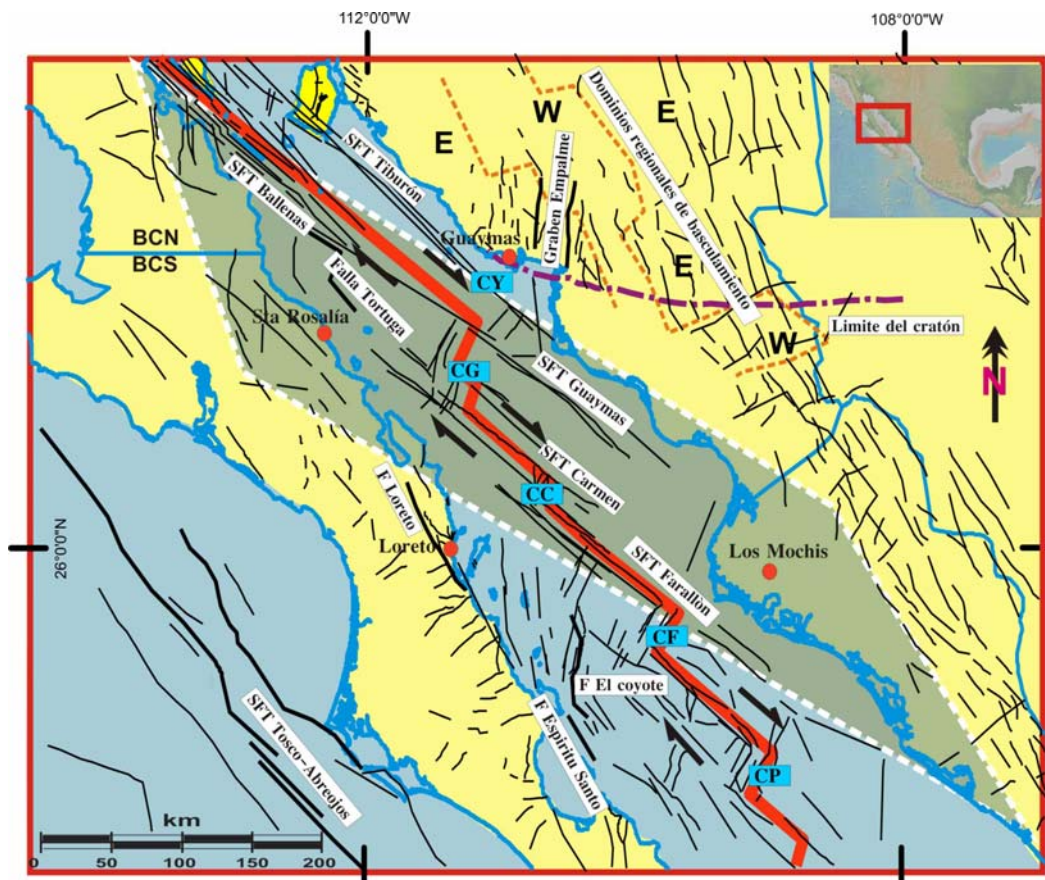 112°0'0"W
108°0'0"W
E
W
E
Dominios regionales de basculamiento
SFT Tiburón
SFT Ballenas
Graben Empalme
Guaymas
BCN
BCS
E
CY
Falla Tortuga
Sta Rosalía
Limite del cratón
W
CG
SFT Guaymas
N
F Loreto
SFT Carmen
CC
Loreto
26°0'0"N
Los Mochis
SFT Farallòn
CF
F El coyote
F Espiritu Santo
SFT Tosco-Abreojos
CP
km
0 50 100 150 200